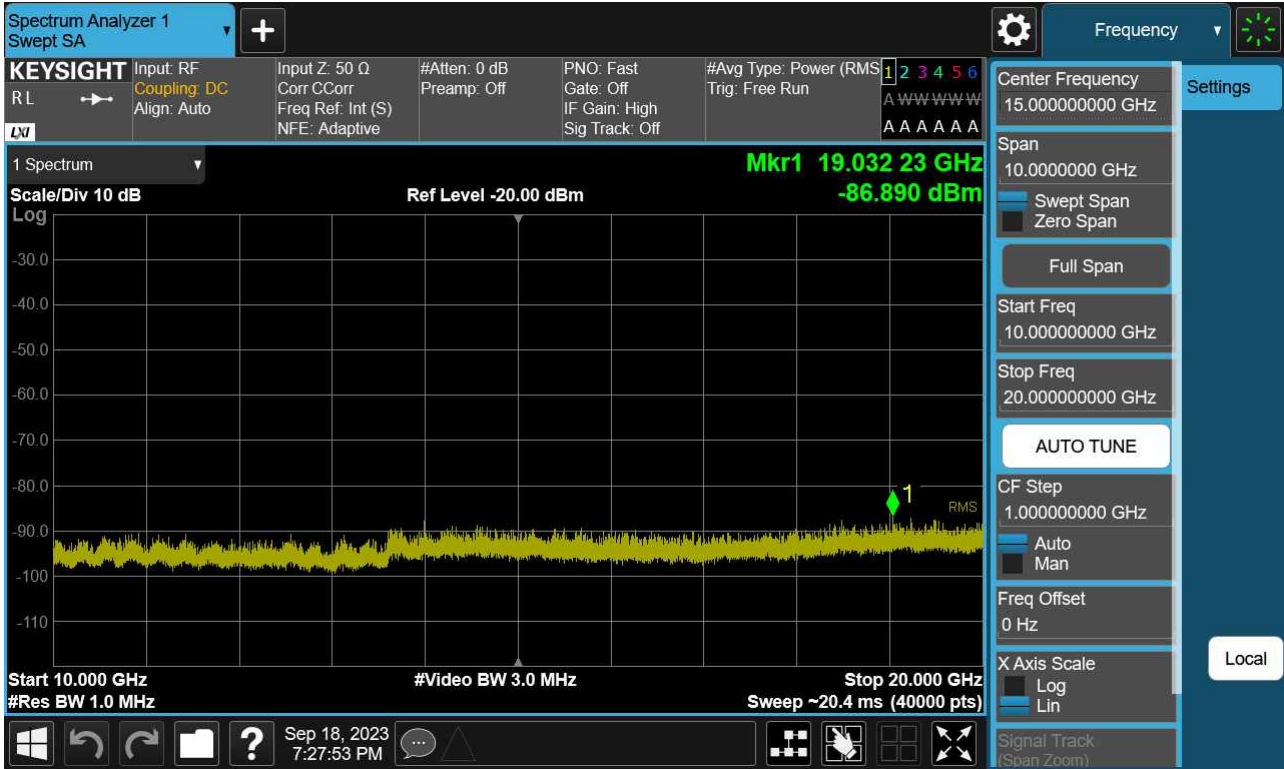 Spectrum Analyzer 1
Swept SA
Frequency
KEYSIGHT
R L
LXI
Input: RF
Coupling: DC
Align: Auto
Input Z: 50 Ω
Corr CCorr
Freq Ref: Int (S)
NFE: Adaptive
#Atten: 0 dB
Preamp: Off
PNO: Fast
Gate: Off
IF Gain: High
Sig Track: Off
#Avg Type: Power (RMS
Trig: Free Run
1 2 3 4 5 6
A W W W W W
A A A A A A
1 Spectrum
Scale/Div 10 dB
Log
Ref Level -20.00 dBm
Mkr1 19.032 23 GHz
-86.890 dBm
-30.0
-40.0
-50.0
-60.0
-70.0
-80.0
-90.0
-100
-110
1
RMS
Start 10.000 GHz
#Res BW 1.0 MHz
#Video BW 3.0 MHz
Stop 20.000 GHz
Sweep ~20.4 ms (40000 pts)
Sep 18, 2023
7:27:53 PM
Center Frequency
15.000000000 GHz
Span
10.0000000 GHz
Swept Span
Zero Span
Full Span
Start Freq
10.000000000 GHz
Stop Freq
20.000000000 GHz
AUTO TUNE
CF Step
1.000000000 GHz
Auto
Man
Freq Offset
0 Hz
X Axis Scale
Log
Lin
Signal Track
(Span Zoom)
Settings
Local